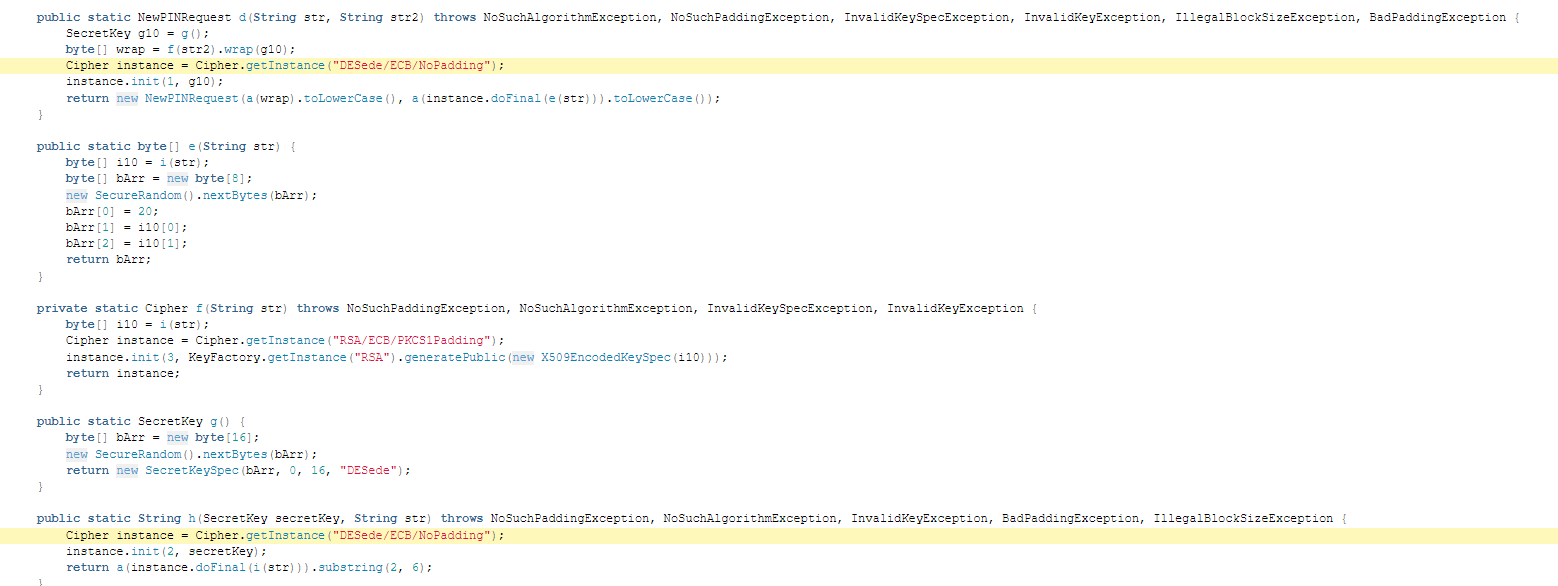 public static NewPINRequest d(String str, String str2) throws NoSuchAlgorithmException, NoSuchPaddingException, InvalidKeySpecException, InvalidKeyException, IllegalBlockSizeException, BadPaddingException {
SecretKey g10 = g();
byte[] wrap = f(str2).wrap(g10);
Cipher instance = Cipher.getInstance("DESede/ECB/NoPadding");
instance.init(1, g10);
return new NewPINRequest(a(wrap).toLowerCase(), a(instance.doFinal(e(str))).toLowerCase());
}
public static byte[] e(String str) {
byte[] i10 = i(str);
byte[] bArr = new byte[8];
new SecureRandom().nextBytes(bArr);
bArr[0] = 20;
bArr[1] = i10[0];
bArr[2] = i10[1];
return bArr;
}
private static Cipher f(String str) throws NoSuchPaddingException, NoSuchAlgorithmException, InvalidKeySpecException, InvalidKeyException {
byte[] i10 = i(str);
Cipher instance = Cipher.getInstance("RSA/ECB/PKCS1Padding");
instance.init(3, KeyFactory.getInstance("RSA").generatePublic(new X509EncodedKeySpec(i10)));
return instance;
}
public static SecretKey g() {
byte[] bArr = new byte[16];
new SecureRandom().nextBytes(bArr);
return new SecretKeySpec(bArr, 0, 16, "DESede");
}
public static String h(SecretKey secretKey, String str) throws NoSuchPaddingException, NoSuchAlgorithmException, InvalidKeyException, BadPaddingException, IllegalBlockSizeException {
Cipher instance = Cipher.getInstance("DESede/ECB/NoPadding");
instance.init(2, secretKey);
return a(instance.doFinal(i(str))).substring(2, 6);
}